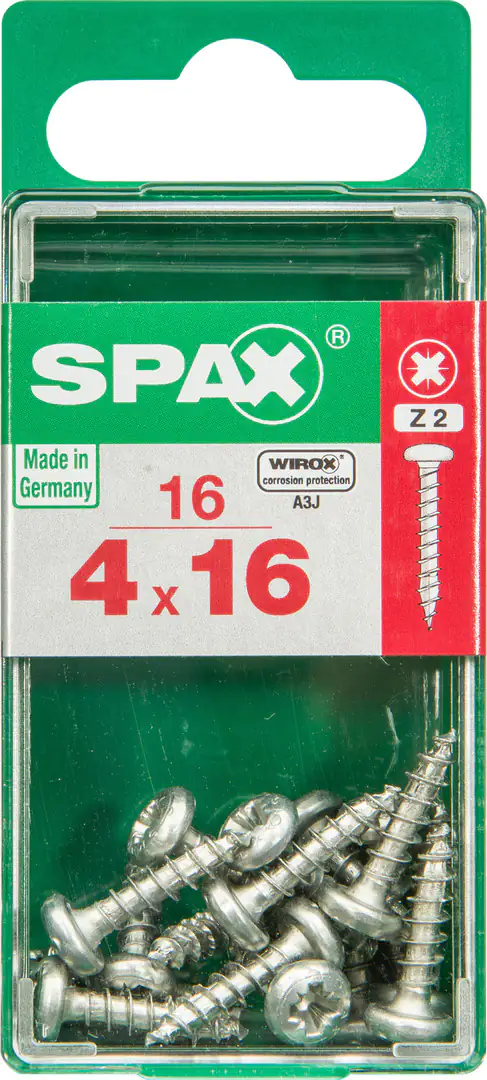 SPAX®
Z 2
Made in
Germany
WIROX®
corrosion protection
A3J
16
4 x 16